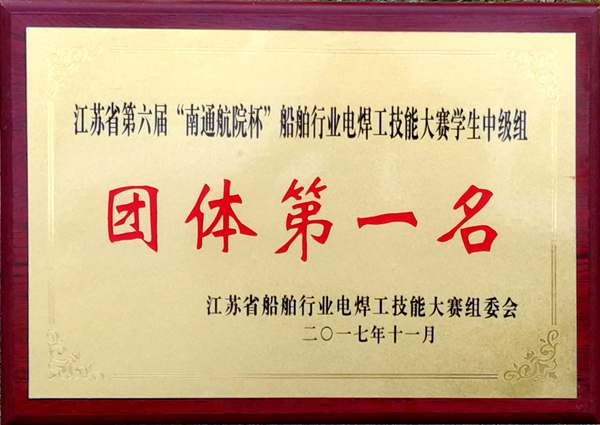 江苏省第六届“南通航院杯”船舶行业电焊工技能大赛学生中级组
团体第一名
江苏省船舶行业电焊工技能大赛组委会
二〇一七年十一月